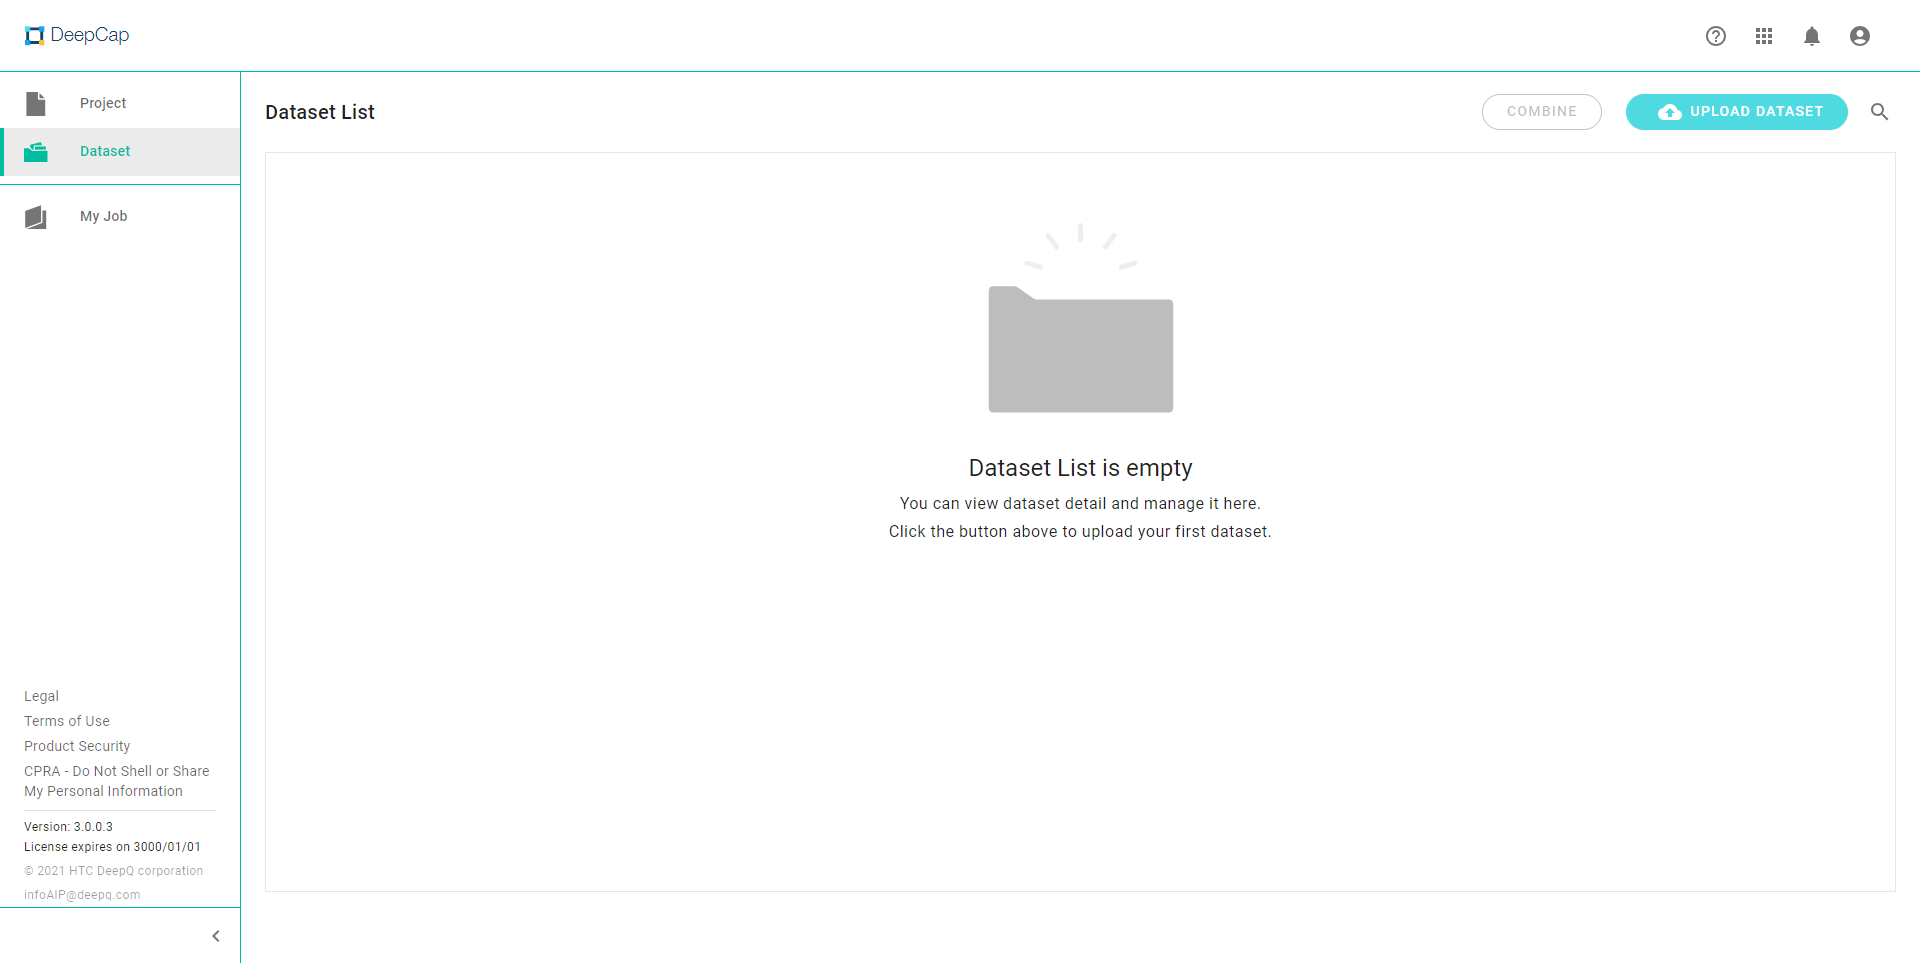 DeepCap
Project
Dataset
My Job
Dataset List
COMBINE
UPLOAD DATASET
Dataset List is empty
You can view dataset detail and manage it here.
Click the button above to upload your first dataset.
Legal
Terms of Use
Product Security
CPRA - Do Not Shell or Share
My Personal Information
Version: 3.0.0.3
License expires on 3000/01/01
© 2021 HTC DeepQ corporation
infoAIP@deepq.com